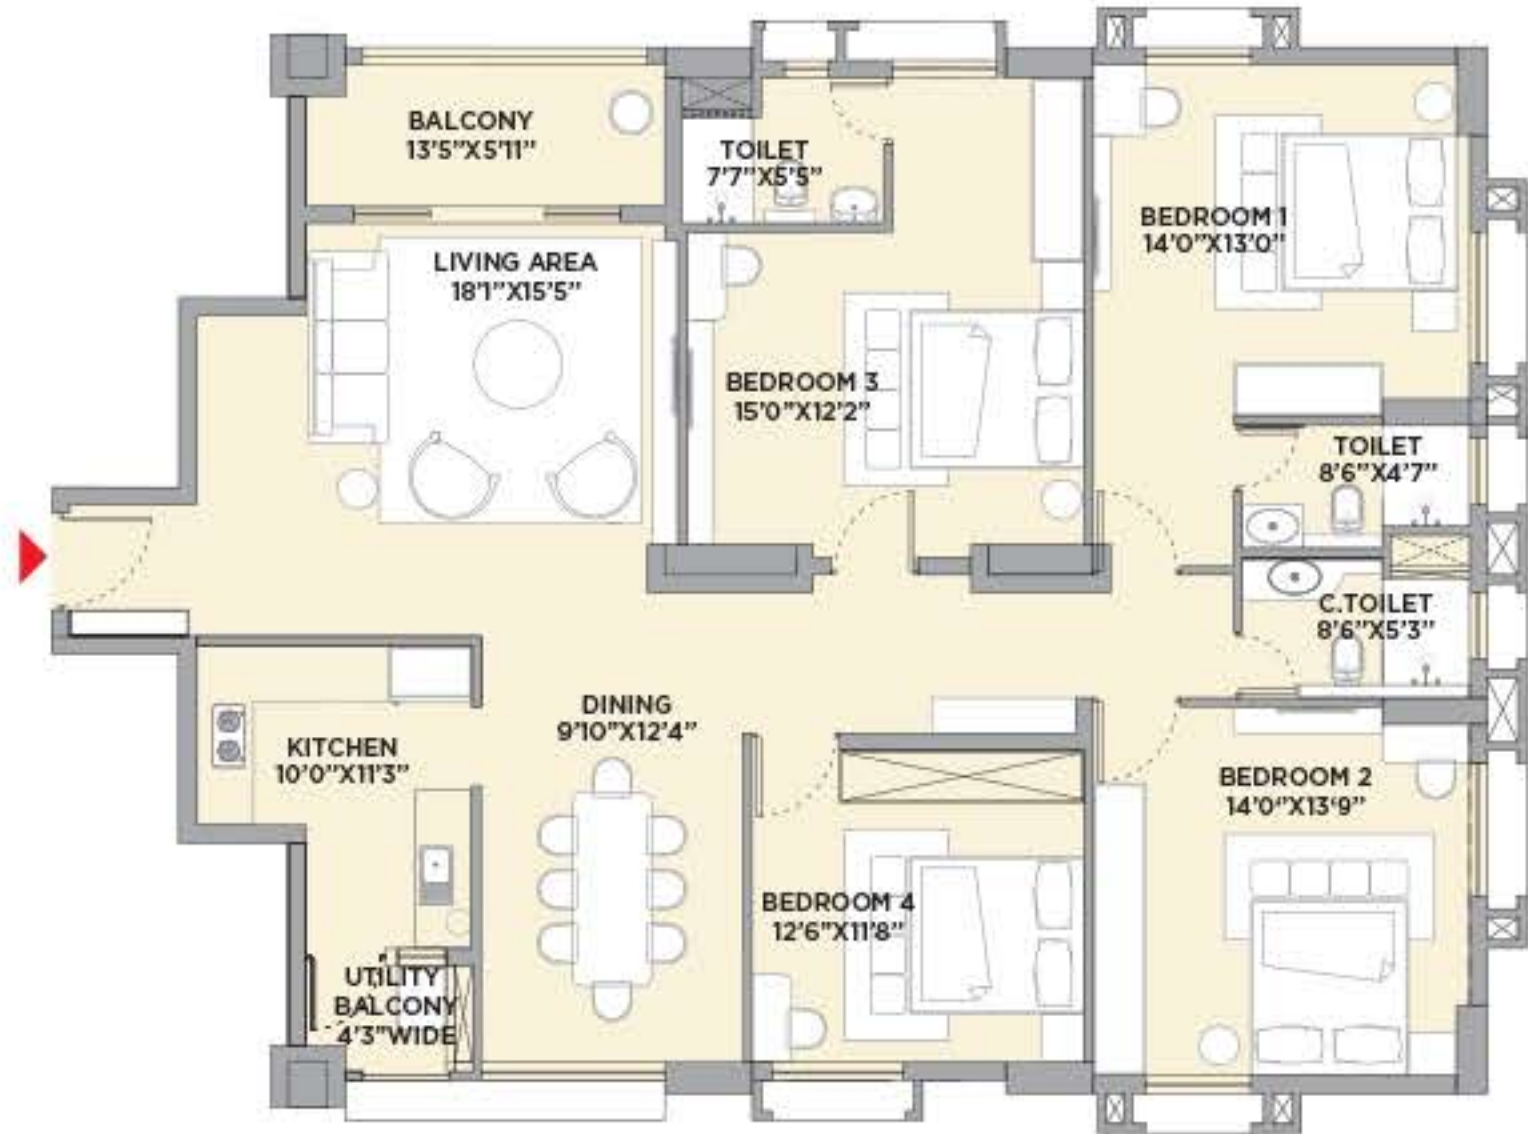 BALCONY
13'5"X5'11"
TOILET
7'7"X5'5"
BEDROOM 1
14'0"X13'0"
LIVING AREA
18'1"X15'5"
BEDROOM 3
15'0"X12'2"
TOILET
8'6"X4'7"
C.TOILET
8'6"X5'3"
DINING
9'10"X12'4"
KITCHEN
10'0"X11'3"
BEDROOM 2
14'0"X13'9"
BEDROOM 4
12'6"X11'8"
UTILITY
BALCONY
4'3"WIDE